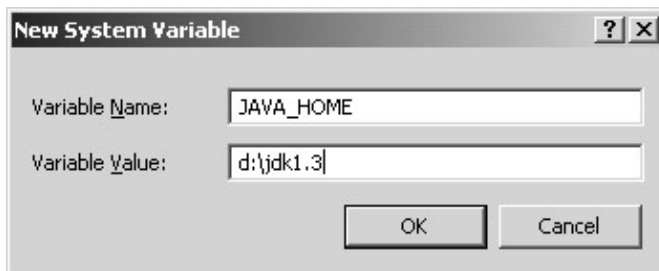 New System Variable
Variable Name: JAVA_HOME
Variable Value: d:\jdk1.3
OK Cancel